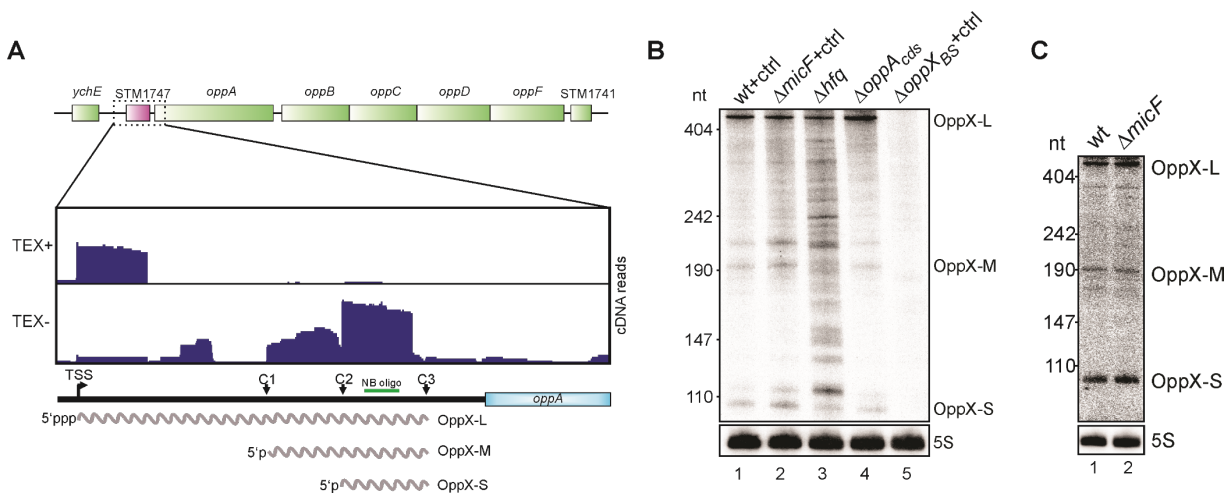 A
ychE STM1747 oppA oppB oppC oppD oppF STM1741
TEX+
TEX-
cDNA reads
TSS C1 C2 NB oligo C3
oppA
5'ppp OppX-L
5'p OppX-M
5'p OppX-S
B
nt wt+ctrl ΔmicF+ctrl Δhfq ΔoppAcds ΔoppXBS+ctrl
404 OppX-L
242
190 OppX-M
147
110 OppX-S
5S
1 2 3 4 5
C
nt wt ΔmicF
404 OppX-L
242
190 OppX-M
147
110 OppX-S
5S
1 2